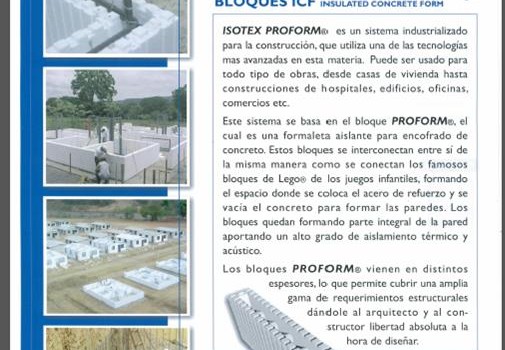 BLOQUES ICF INSULATED CONCRETE FORM
ISOTEX PROFORM® es un sistema industrializado
para la construcción, que utiliza una de las tecnologías
mas avanzadas en esta materia. Puede ser usado para
todo tipo de obras, desde casas de vivienda hasta
construcciones de hospitales, edificios, oficinas,
comercios etc.
Este sistema se basa en el bloque PROFORM®, el
cual es una formaleta aislante para encofrado de
concreto. Estos bloques se interconectan entre sí de
la misma manera como se conectan los famosos
bloques de Lego® de los juegos infantiles, formando
el espacio donde se coloca el acero de refuerzo y se
vacía el concreto para formar las paredes. Los
bloques quedan formando parte integral de la pared
aportando un alto grado de aislamiento térmico y
acústico.
Los bloques PROFORM® vienen en distintos
espesores, lo que permite cubrir una amplia
gama de requerimientos estructurales
dándole al arquitecto y al con-
structor libertad absoluta a la
hora de diseñar.